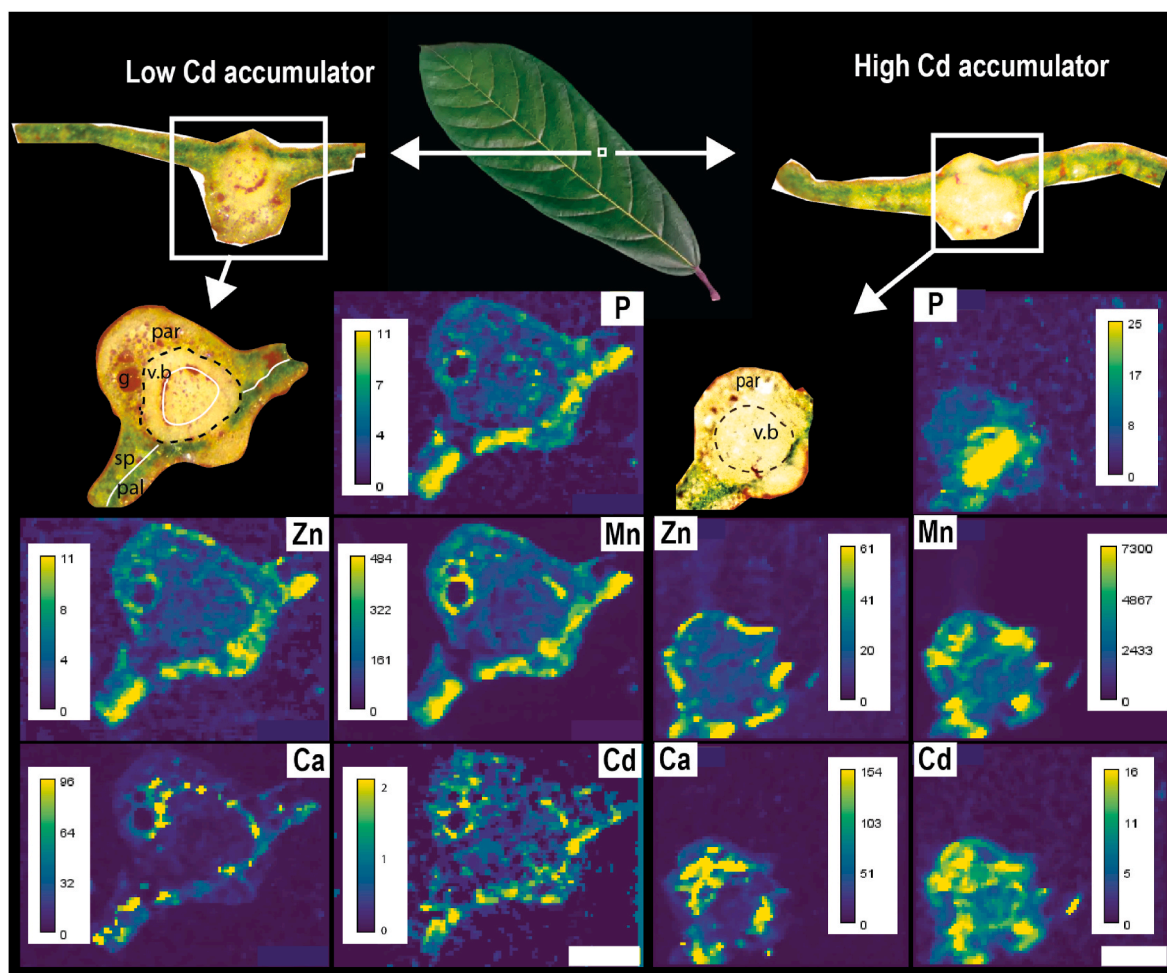 Low Cd accumulator
High Cd accumulator
par
g
v.b
sp
pal
P
11
7
4
0
par
v.b
P
25
17
8
0
Zn
11
8
4
0
Mn
484
322
161
0
Zn
61
41
20
0
Mn
7300
4867
2433
0
Ca
96
64
32
0
Cd
2
1
0
Ca
154
103
51
0
Cd
16
11
5
0